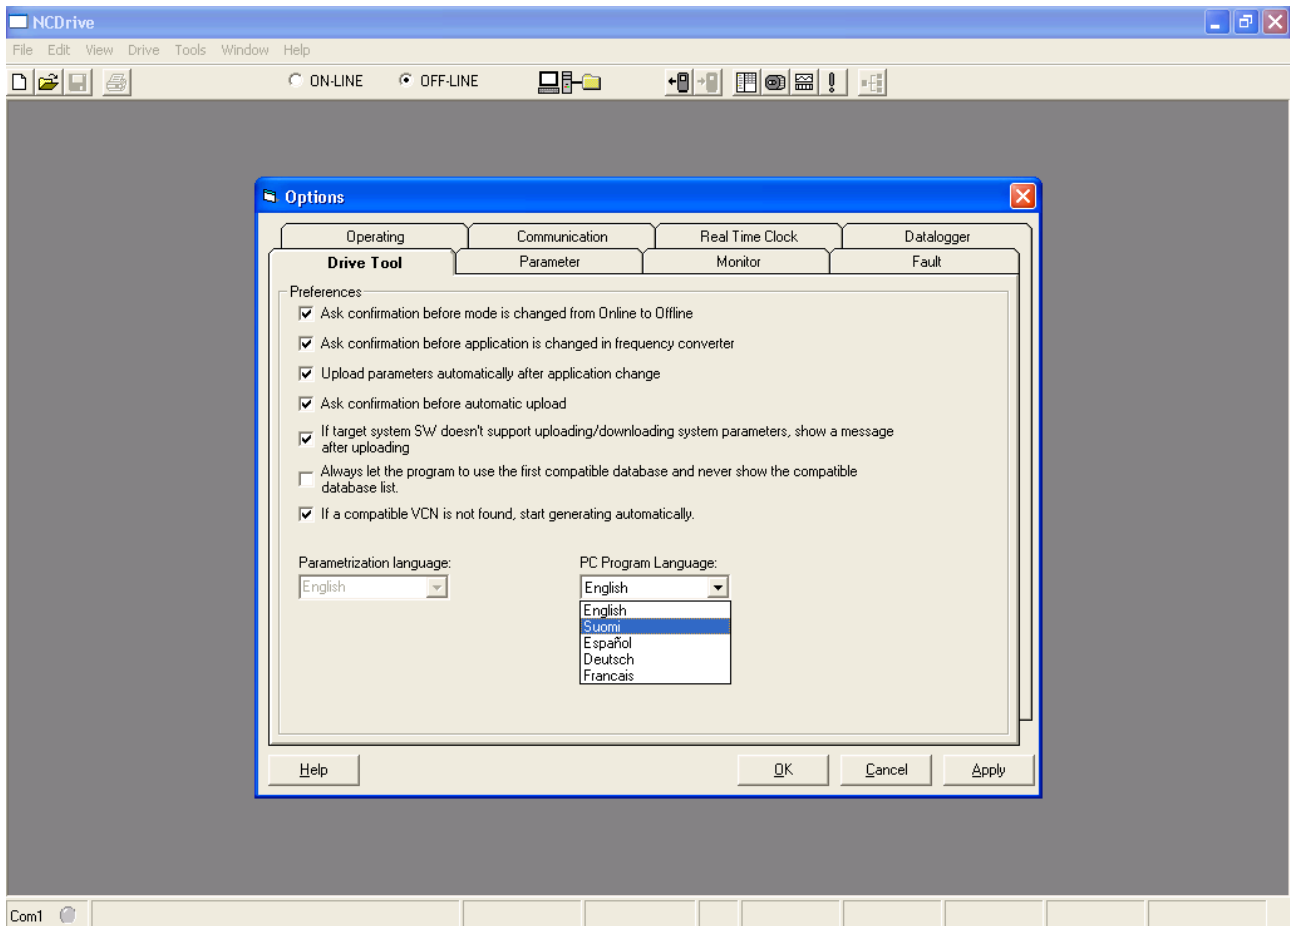 NCDrive
File Edit View Drive Tools Window Help
ON-LINE OFF-LINE
Options
Operating Communication Real Time Clock Datalogger
Drive Tool Parameter Monitor Fault
Preferences
Ask confirmation before mode is changed from Online to Offline
Ask confirmation before application is changed in frequency converter
Upload parameters automatically after application change
Ask confirmation before automatic upload
If target system SW doesn't support uploading/downloading system parameters, show a message
after uploading
Always let the program to use the first compatible database and never show the compatible
database list.
If a compatible VCN is not found, start generating automatically.
Parametrization language: PC Program Language:
English English
English
Suomi
Español
Deutsch
Francais
Help OK Cancel Apply
Com1